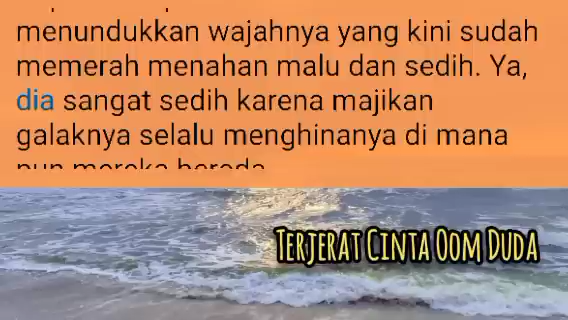 menundukkan wajahnya yang kini sudah
memerah menahan malu dan sedih. Ya,
dia sangat sedih karena majikan
galaknya selalu menghinanya di mana
TERJERAT CINTA OOM DUDA